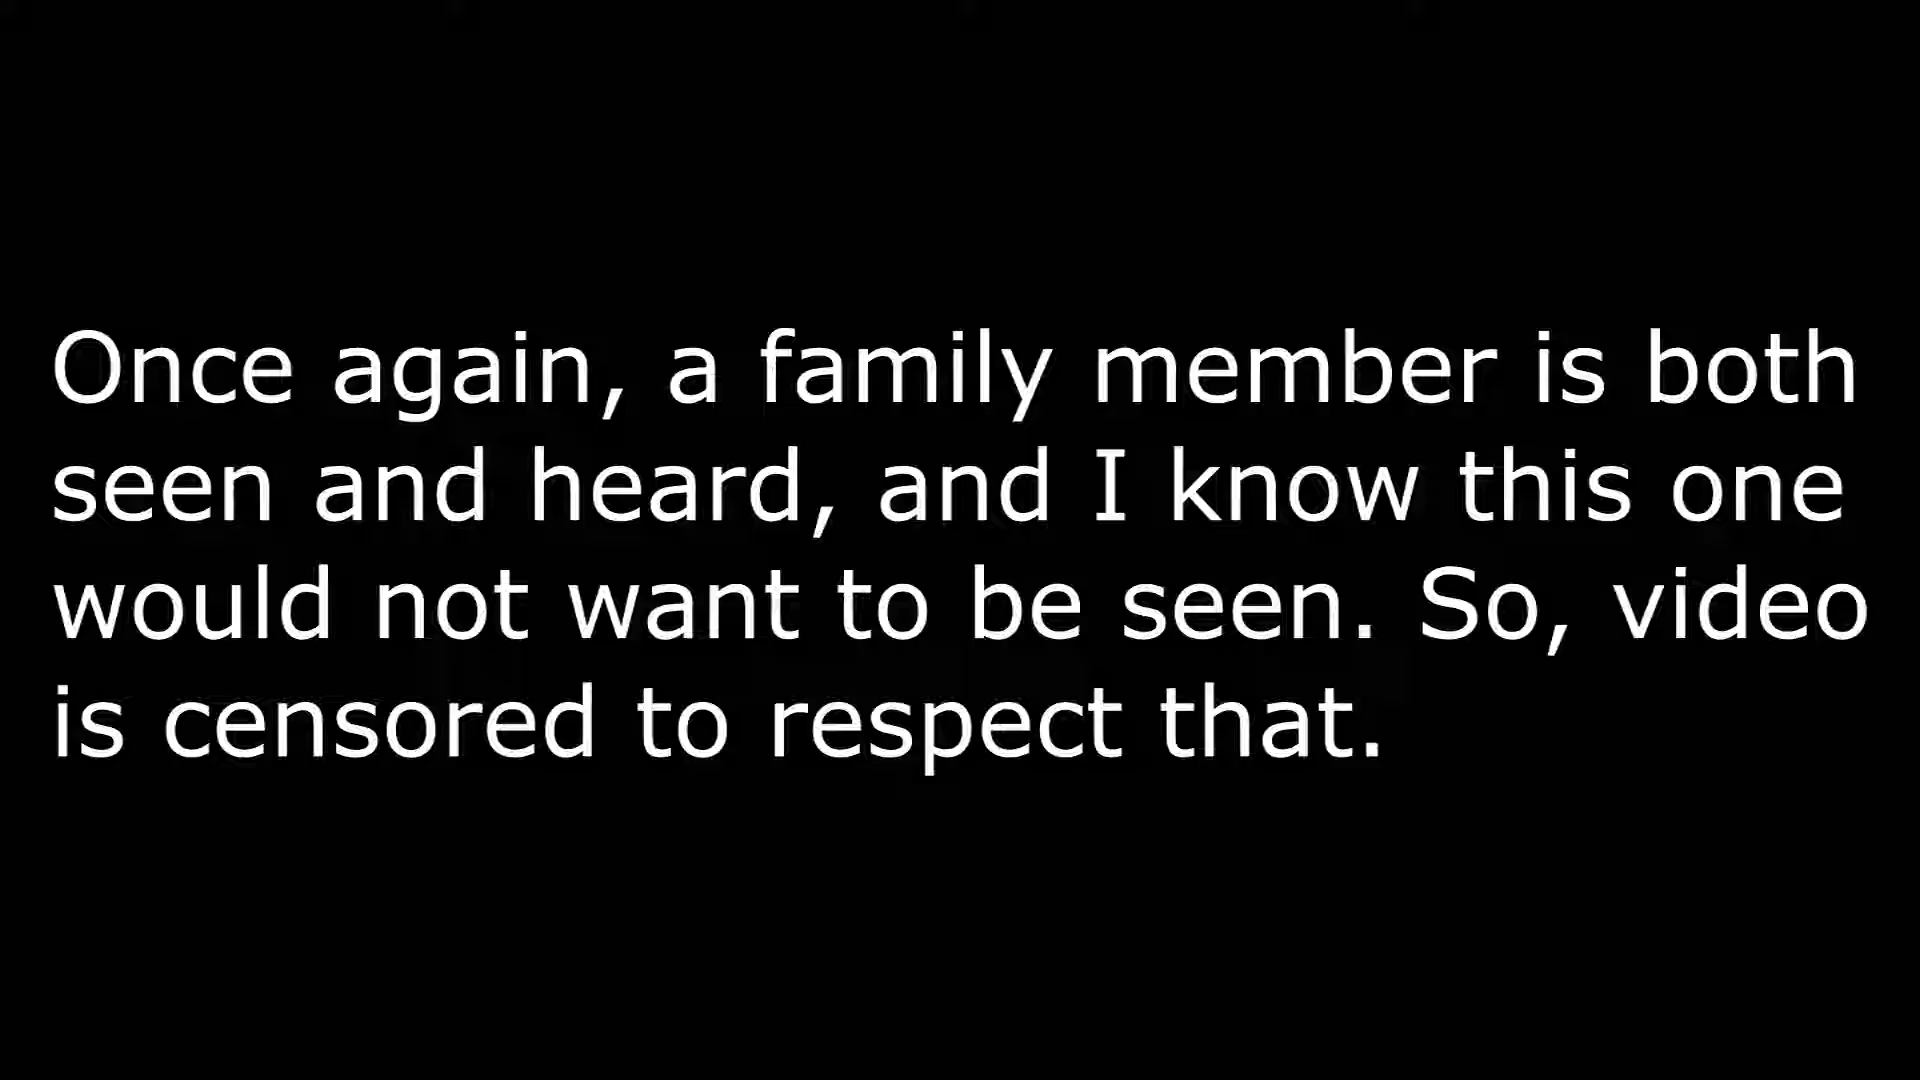 Once again, a family member is both
seen and heard, and I know this one
would not want to be seen. So, video
is censored to respect that.